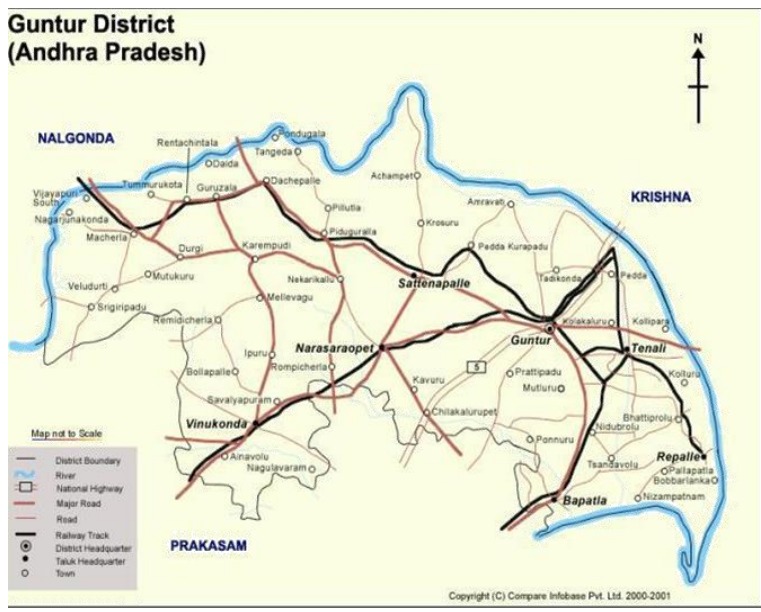 Guntur District
(Andhra Pradesh)
N
NALGONDA
KRISHNA
PRAKASAM
Rentachintala
Pondugala
Tangeda
Daida
Tummurukota
Guruzala
Dachepalle
Vijayapuri
South
Nagarjunakonda
Macherla
Achampet
Amravati
Pillutla
Krosuru
Piduguralla
Durgi
Karempudi
Pedda Kurapadu
Mutukuru
Veludurti
Nekarikallu
Sattenapalle
Tadikonda
Pedda
Srigiripadu
Mellevagu
Remidicherla
Kolakaluru
Kollipara
Guntur
Narasaraopet
Tenali
Ipuru
Rompicherla
5
Bollapalle
Prattipadu
Kavuru
Mutluru
Kolluru
Savalyapuram
Chilakalurupet
Bhattiprolu
Vinukonda
Nidubrolu
Ponnuru
Ainavolu
Nagulavaram
Tsandavolu
Repalle
Pallapatla
Bobbarlanka
Nizampatnam
Bapatla
Map not to Scale
District Boundary
River
National Highway
Major Road
Road
Railway Track
District Headquarter
Taluk Headquarter
Town
Copyright (C) Compare Infobase Pvt. Ltd. 2000-2001